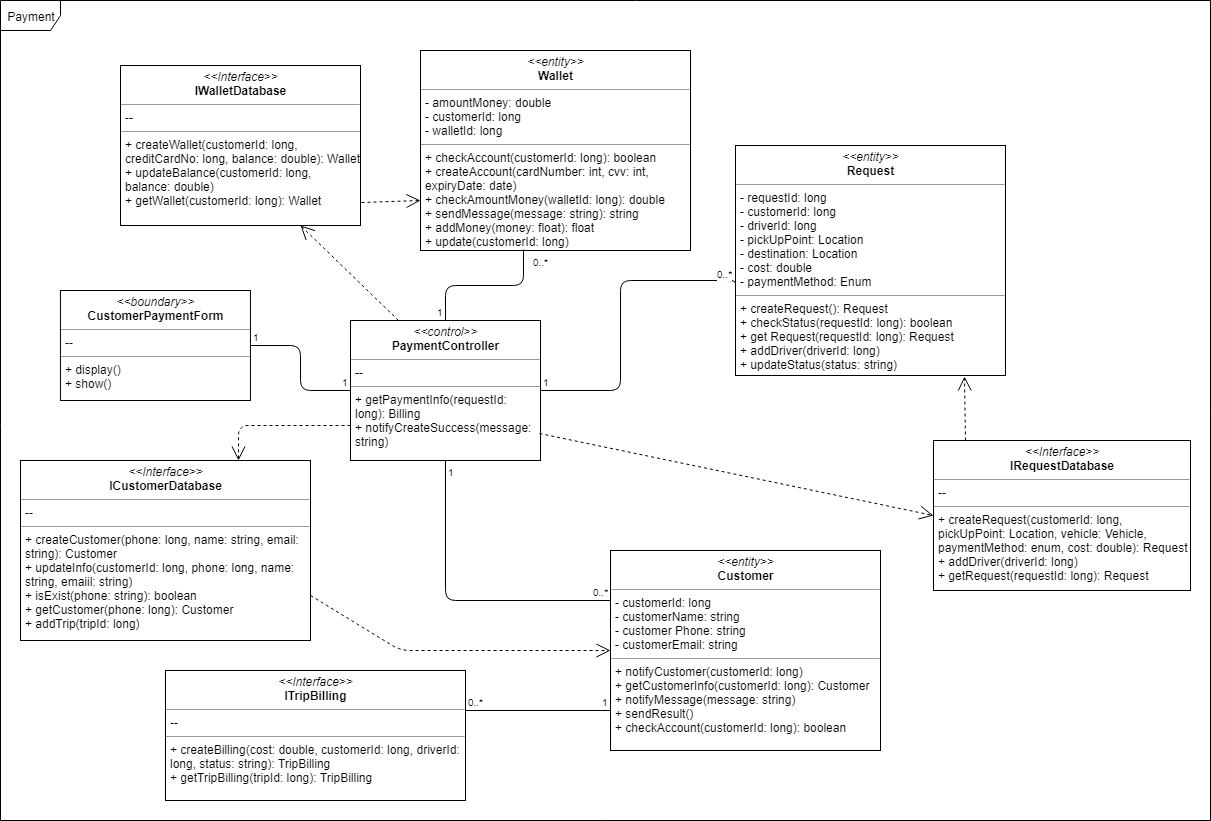 Payment
<<Interface>>
IWalletDatabase
--
+ createWallet(customerId: long,
creditCardNo: long, balance: double): Wallet
+ updateBalance(customerId: long,
balance: double)
+ getWallet(customerId: long): Wallet
<<entity>>
Wallet
- amountMoney: double
- customerId: long
- walletId: long
+ checkAccount(customerId: long): boolean
+ createAccount(cardNumber: int, cvv: int,
expiryDate: date)
+ checkAmountMoney(walletId: long): double
+ sendMessage(message: string): string
+ addMoney(money: float): float
+ update(customerId: long)
0..*
1
<<entity>>
Request
- requestId: long
- customerId: long
- driverId: long
- pickUpPoint: Location
- destination: Location
- cost: double
- paymentMethod: Enum
+ createRequest(): Request
+ checkStatus(requestId: long): boolean
+ get Request(requestId: long): Request
+ addDriver(driverId: long)
+ updateStatus(status: string)
0..*
1
<<boundary>>
CustomerPaymentForm
--
+ display()
+ show()
1
1
<<control>>
PaymentController
--
+ getPaymentInfo(requestId:
long): Billing
+ notifyCreateSuccess(message:
string)
1
0..*
<<Interface>>
ICustomerDatabase
--
+ createCustomer(phone: long, name: string, email:
string): Customer
+ updateInfo(customerId: long, phone: long, name:
string, emaiil: string)
+ isExist(phone: string): boolean
+ getCustomer(phone: long): Customer
+ addTrip(tripId: long)
<<Interface>>
IRequestDatabase
--
+ createRequest(customerId: long,
pickUpPoint: Location, vehicle: Vehicle,
paymentMethod: enum, cost: double): Request
+ addDriver(driverId: long)
+ getRequest(requestId: long): Request
<<entity>>
Customer
- customerId: long
- customerName: string
- customer Phone: string
- customerEmail: string
+ notifyCustomer(customerId: long)
+ getCustomerInfo(customerId: long): Customer
+ notifyMessage(message: string)
+ sendResult()
+ checkAccount(customerId: long): boolean
<<Interface>>
ITripBilling
--
+ createBilling(cost: double, customerId: long, driverId:
long, status: string): TripBilling
+ getTripBilling(tripId: long): TripBilling
0..*
1